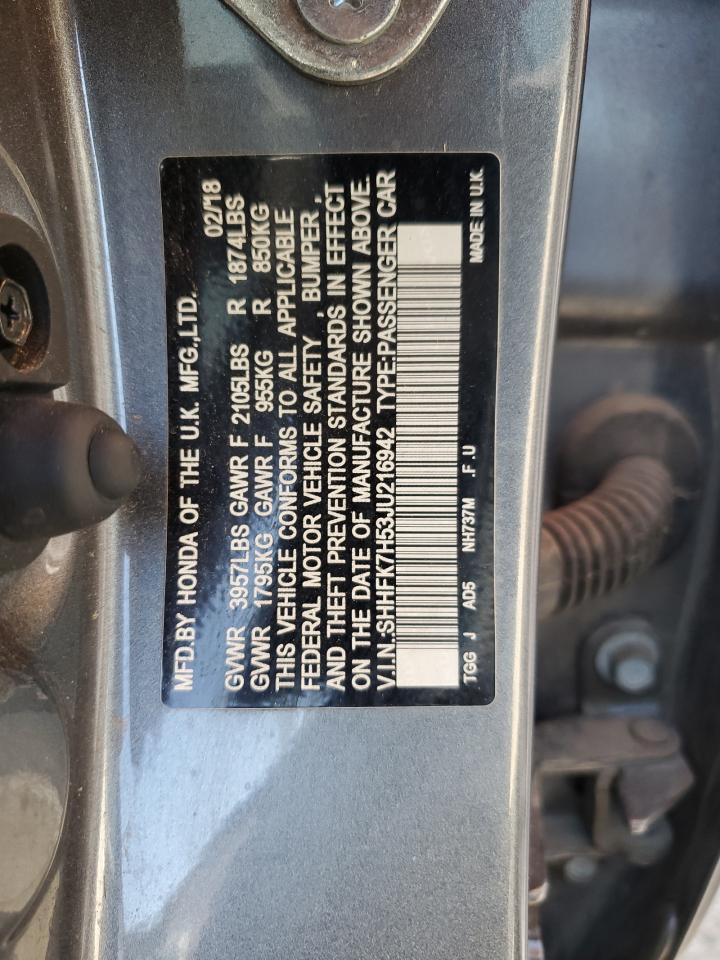 MFD.BY HONDA OF THE U.K. MFG.,LTD. 02/18
GVWR 3957LBS GAWR F 2105LBS R 1874LBS
GVWR 1795KG GAWR F 955KG R 850KG
THIS VEHICLE CONFORMS TO ALL APPLICABLE
FEDERAL MOTOR VEHICLE SAFETY , BUMPER ,
AND THEFT PREVENTION STANDARDS IN EFFECT
ON THE DATE OF MANUFACTURE SHOWN ABOVE.
V.I.N.:SHHFK7H53JU216942 TYPE:PASSENGER CAR
TGG J AD5 NH737M .F .U MADE IN U.K.